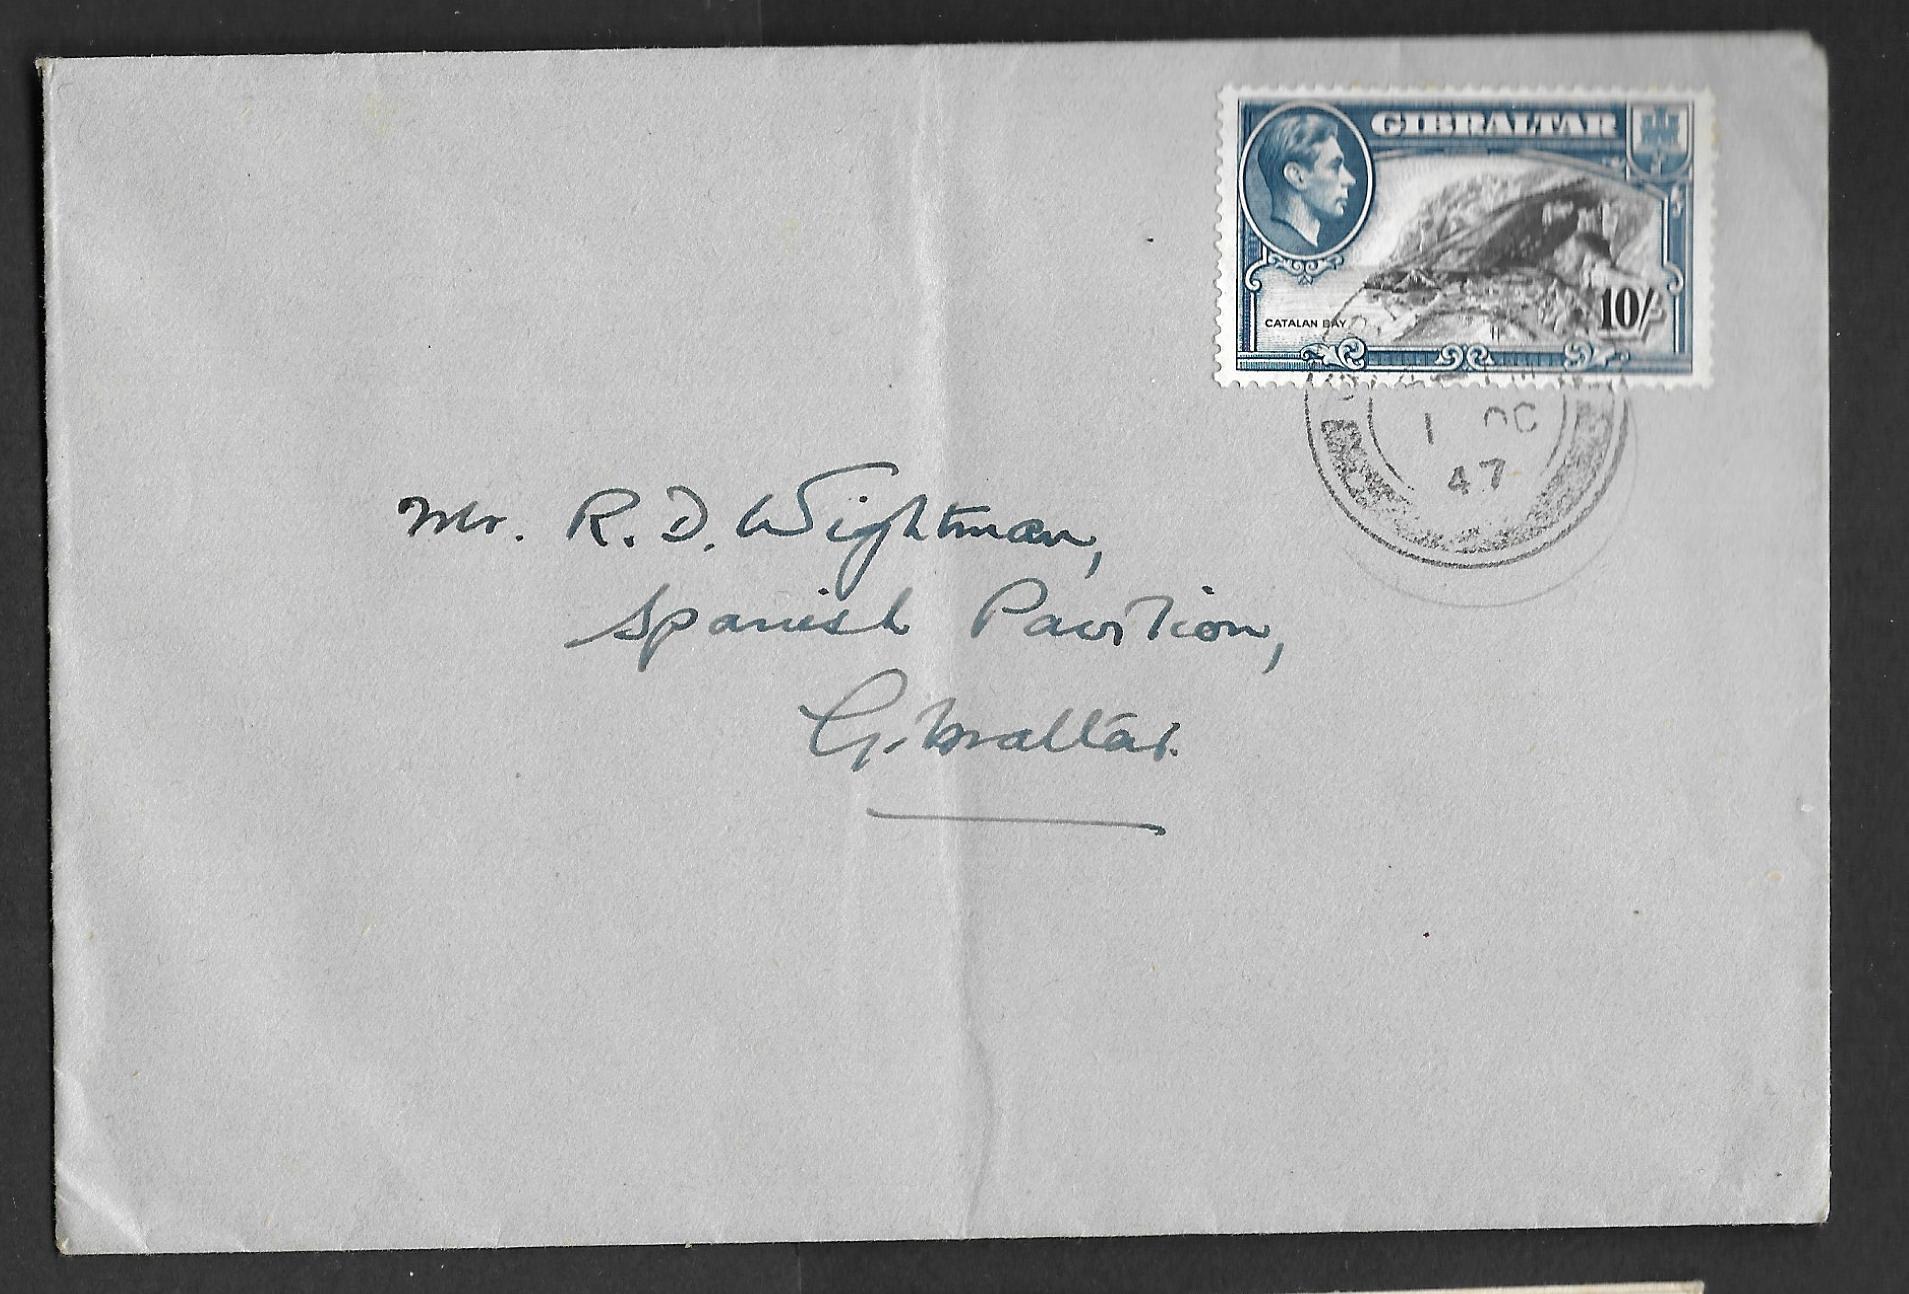 GIBRALTAR
CATALAN BAY
10/-
1 OC
47
Mr. R. D. Wightman,
Spanish Pavilion,
Gibraltar.